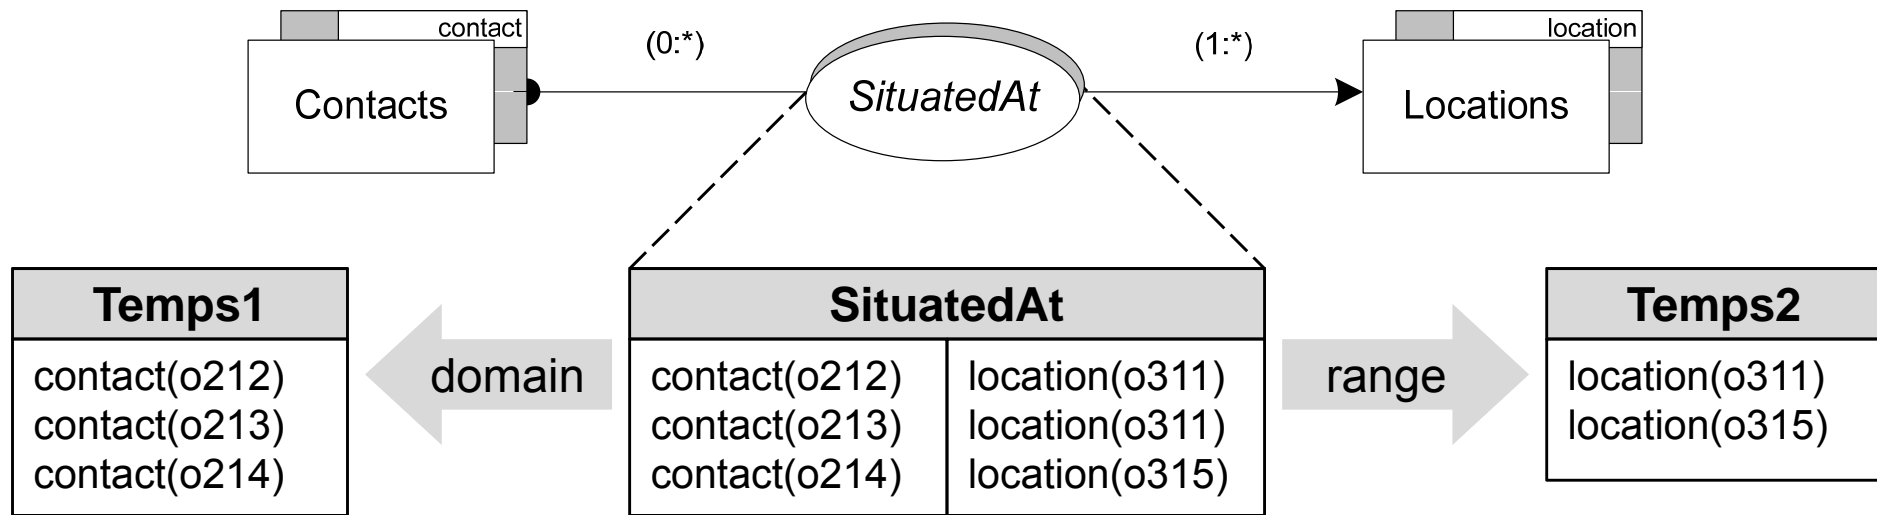 contact
Contacts
(0:*)
SituatedAt
(1:*)
location
Locations
Temps1
contact(o212)
contact(o213)
contact(o214)
domain
SituatedAt
contact(o212) location(o311)
contact(o213) location(o311)
contact(o214) location(o315)
range
Temps2
location(o311)
location(o315)